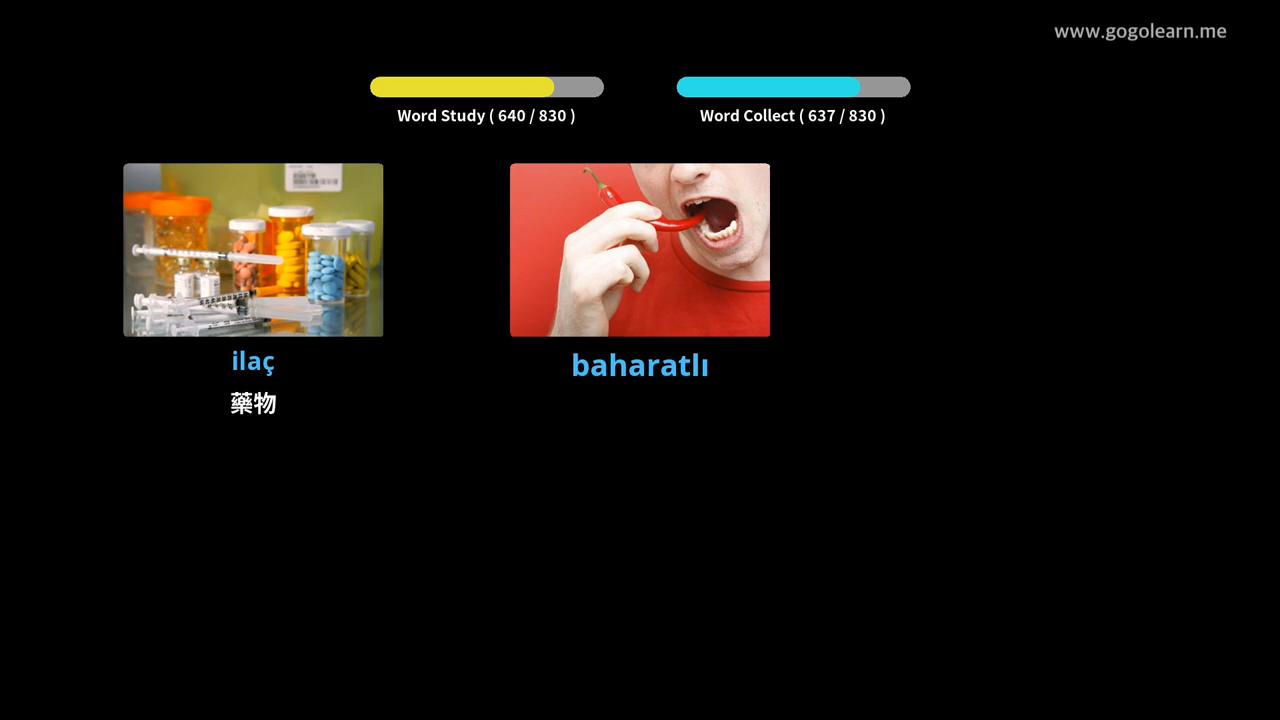 www.gogolearn.me
Word Study ( 640 / 830 )
Word Collect ( 637 / 830 )
ilaç
藥物
baharatlı